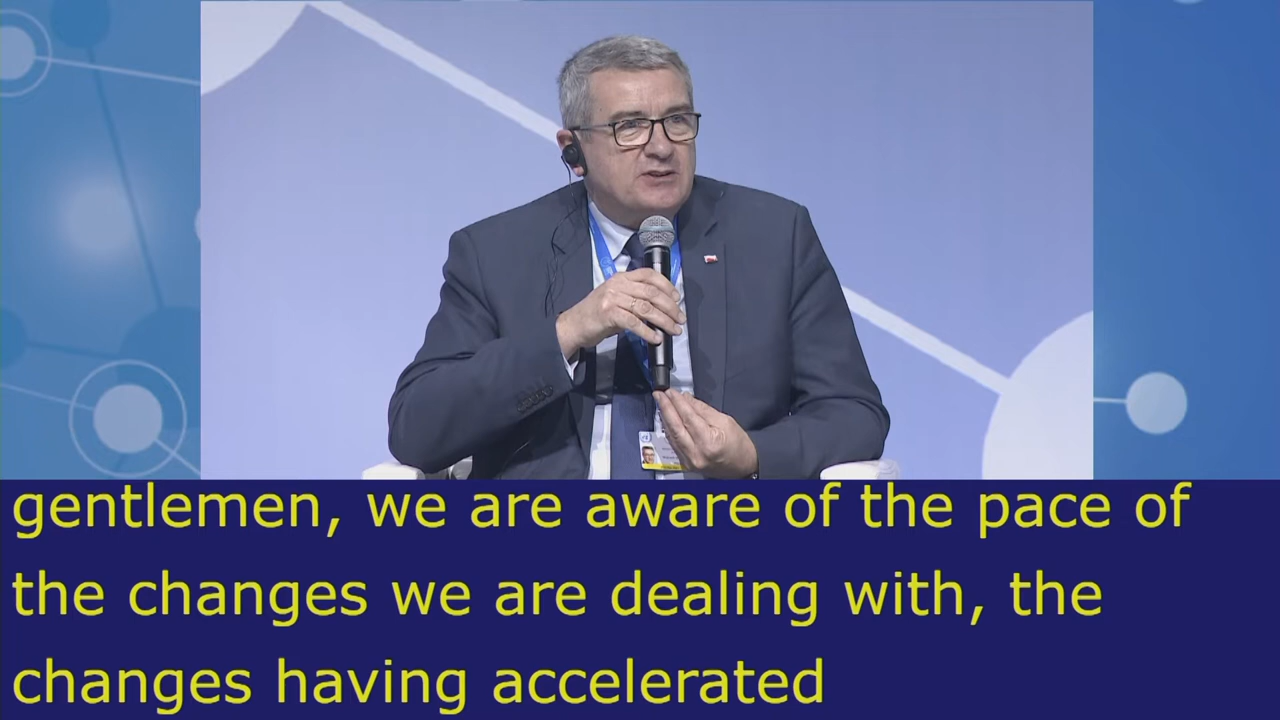 gentlemen, we are aware of the pace of
the changes we are dealing with, the
changes having accelerated